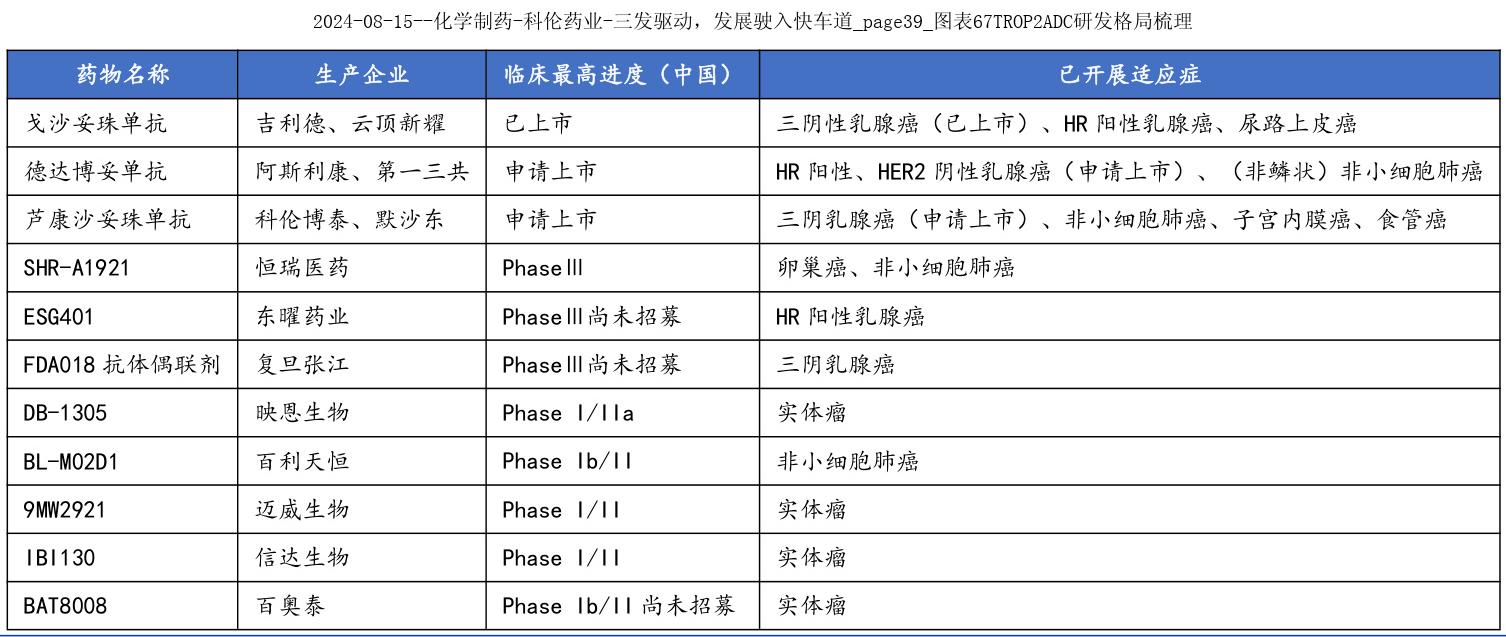 2024-08-15--化学制药-科伦药业-三发驱动，发展驶入快车道_page39_图表67TROP2ADC研发格局梳理
药物名称 生产企业 临床最高进度（中国） 已开展适应症
戈沙妥珠单抗 吉利德、云顶新耀 已上市 三阴性乳腺癌（已上市）、HR 阳性乳腺癌、尿路上皮癌
德达博妥单抗 阿斯利康、第一三共 申请上市 HR 阳性、HER2 阴性乳腺癌（申请上市）、（非鳞状）非小细胞肺癌
芦康沙妥珠单抗 科伦博泰、默沙东 申请上市 三阴乳腺癌（申请上市）、非小细胞肺癌、子宫内膜癌、食管癌
SHR-A1921 恒瑞医药 PhaseⅢ 卵巢癌、非小细胞肺癌
ESG401 东曜药业 PhaseⅢ尚未招募 HR 阳性乳腺癌
FDA018 抗体偶联剂 复旦张江 PhaseⅢ尚未招募 三阴乳腺癌
DB-1305 映恩生物 Phase I/IIa 实体瘤
BL-M02D1 百利天恒 Phase Ib/II 非小细胞肺癌
9MW2921 迈威生物 Phase I/II 实体瘤
IBI130 信达生物 Phase I/II 实体瘤
BAT8008 百奥泰 Phase Ib/II 尚未招募 实体瘤